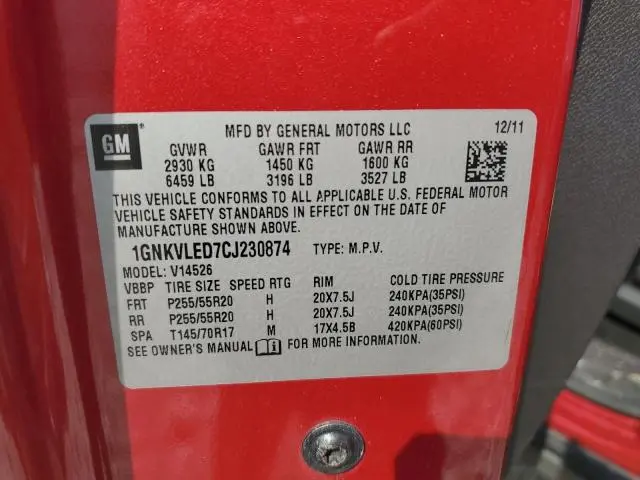 GM
MFD BY GENERAL MOTORS LLC 12/11
GVWR GAWR FRT GAWR RR
2930 KG 1450 KG 1600 KG
6459 LB 3196 LB 3527 LB
THIS VEHICLE CONFORMS TO ALL APPLICABLE U.S. FEDERAL MOTOR
VEHICLE SAFETY STANDARDS IN EFFECT ON THE DATE OF
MANUFACTURE SHOWN ABOVE.
1GNKVLED7CJ230874 TYPE: M.P.V.
MODEL: V14526
VBBP TIRE SIZE SPEED RTG RIM COLD TIRE PRESSURE
FRT P255/55R20 H 20X7.5J 240KPA(35PSI)
RR P255/55R20 H 20X7.5J 240KPA(35PSI)
SPA T145/70R17 M 17X4.5B 420KPA(60PSI)
SEE OWNER'S MANUAL i FOR MORE INFORMATION.